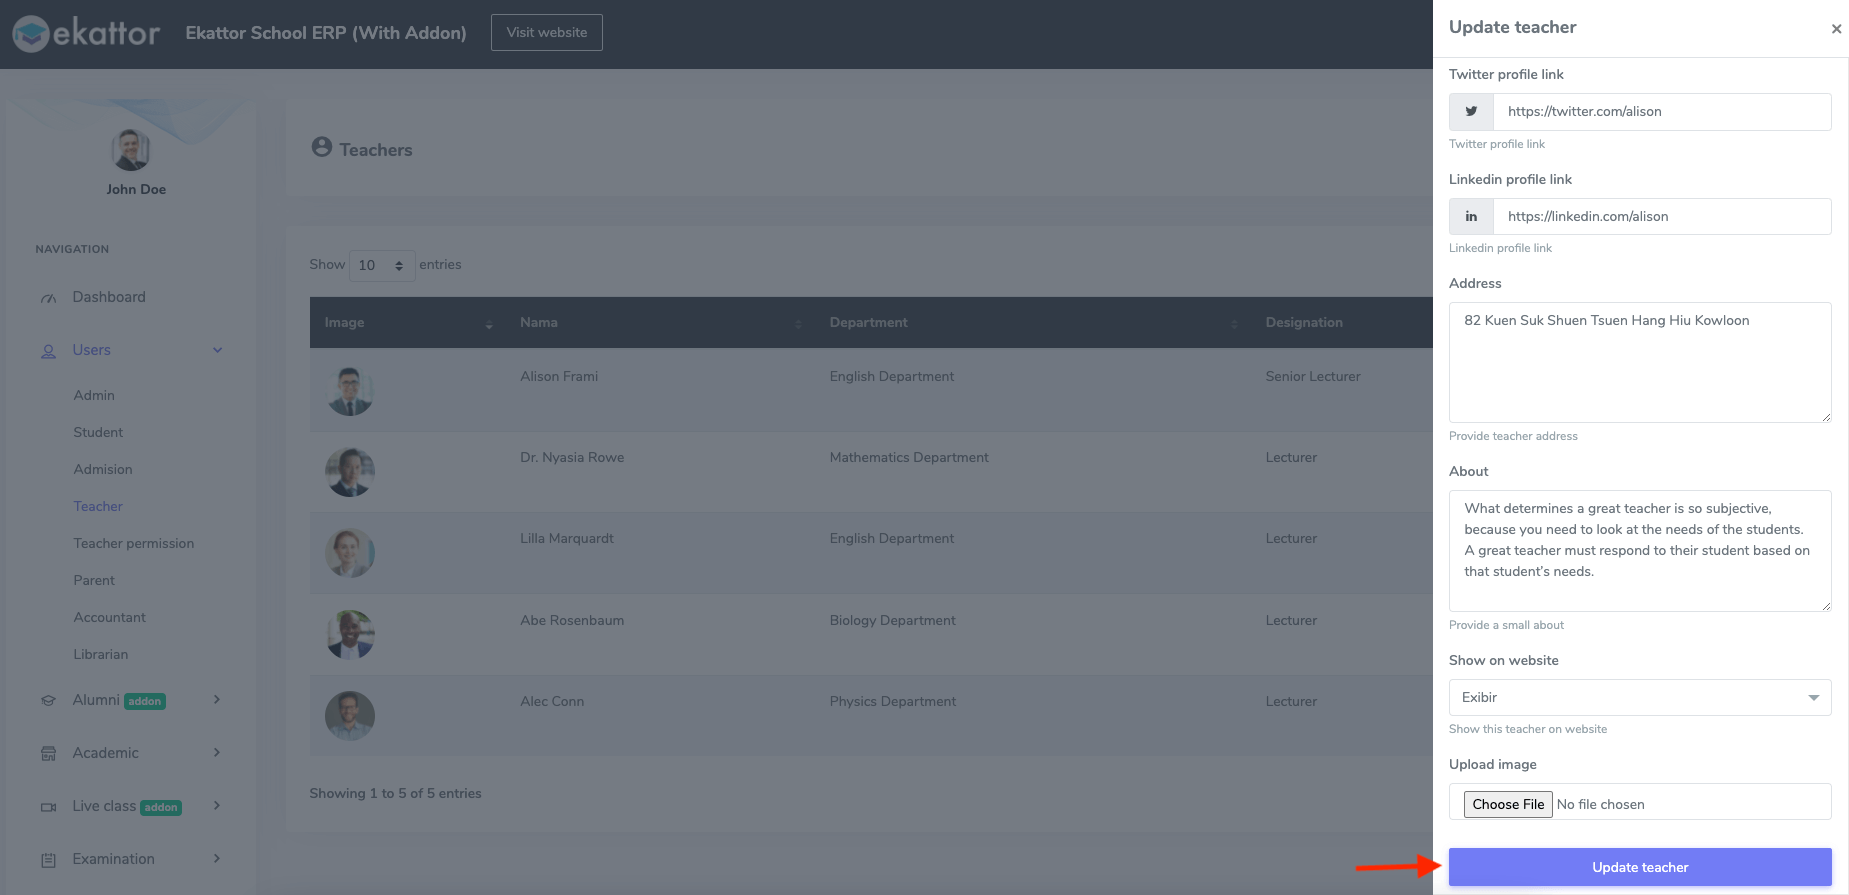 ekattor
Ekattor School ERP (With Addon)
Visit website
John Doe
NAVIGATION
Dashboard
Users
Admin
Student
Admision
Teacher
Teacher permission
Parent
Accountant
Librarian
Alumni addon
Academic
Live class addon
Examination
Teachers
Show 10 entries
Image Nama Department Designation
Alison Frami English Department Senior Lecturer
Dr. Nyasia Rowe Mathematics Department Lecturer
Lilla Marquardt English Department Lecturer
Abe Rosenbaum Biology Department Lecturer
Alec Conn Physics Department Lecturer
Showing 1 to 5 of 5 entries
Update teacher ×
Twitter profile link
https://twitter.com/alison
Twitter profile link
Linkedin profile link
in https://linkedin.com/alison
Linkedin profile link
Address
82 Kuen Suk Shuen Tsuen Hang Hiu Kowloon
Provide teacher address
About
What determines a great teacher is so subjective,
because you need to look at the needs of the students.
A great teacher must respond to their student based on
that student's needs.
Provide a small about
Show on website
Exibir
Show this teacher on website
Upload image
Choose File No file chosen
Update teacher